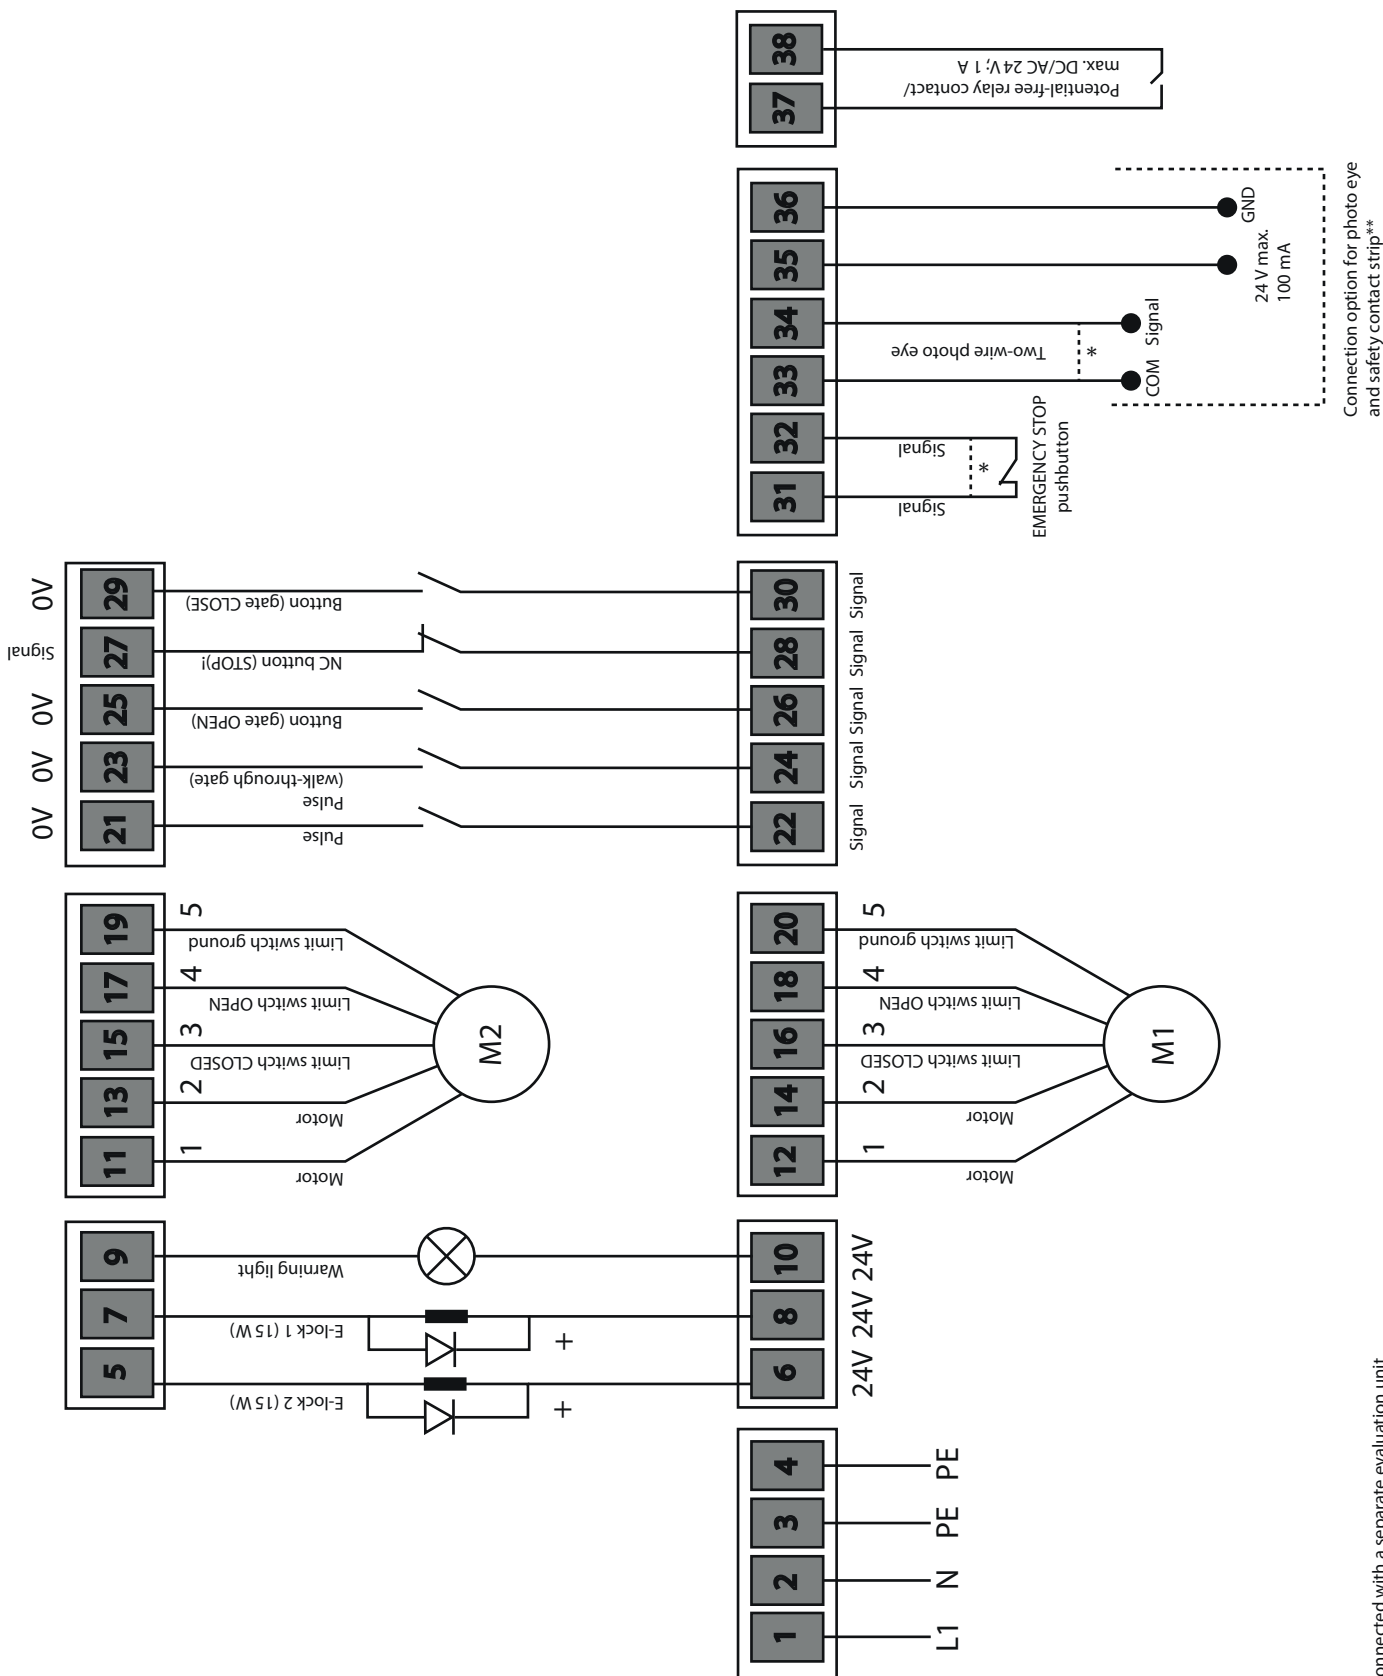 0V
0V
0V
Signal
0V
5
7
9
11
13
15
17
19
21
23
25
27
29
E-lock 2 (15 W)
E-lock 1 (15 W)
Warning light
1
Motor
2
Motor
3
Limit switch CLOSED
4
Limit switch OPEN
5
Limit switch ground
Pulse
Pulse
(walk-through gate)
Button (gate OPEN)
NC button (STOP)!
Button (gate CLOSE)
+
+
M2
1
2
3
4
6
8
10
12
14
16
18
20
22
24
26
28
30
31
32
33
34
35
36
37
38
L1
N
PE
PE
24V
24V
24V
1
Motor
2
Motor
3
Limit switch CLOSED
4
Limit switch OPEN
5
Limit switch ground
M1
Signal
Signal
Signal
Signal
Signal
Signal
Signal
*
EMERGENCY STOP
pushbutton
Two-wire photo eye
*
COM
Signal
24 V max.
100 mA
GND
Potential-free relay contact/
max. DC/AC 24 V; 1 A
Connection option for photo eye
and safety contact strip**
with a separate evaluation unit